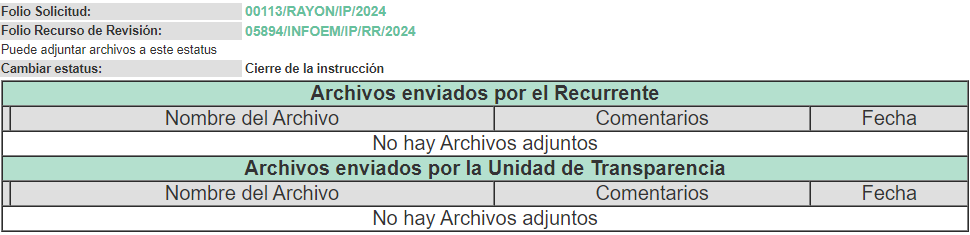 Folio Solicitud: 00113/RAYON/IP/2024
Folio Recurso de Revisión: 05894/INFOEM/IP/RR/2024
Puede adjuntar archivos a este estatus
Cambiar estatus: Cierre de la instrucción
Archivos enviados por el Recurrente
Nombre del Archivo Comentarios Fecha
No hay Archivos adjuntos
Archivos enviados por la Unidad de Transparencia
Nombre del Archivo Comentarios Fecha
No hay Archivos adjuntos